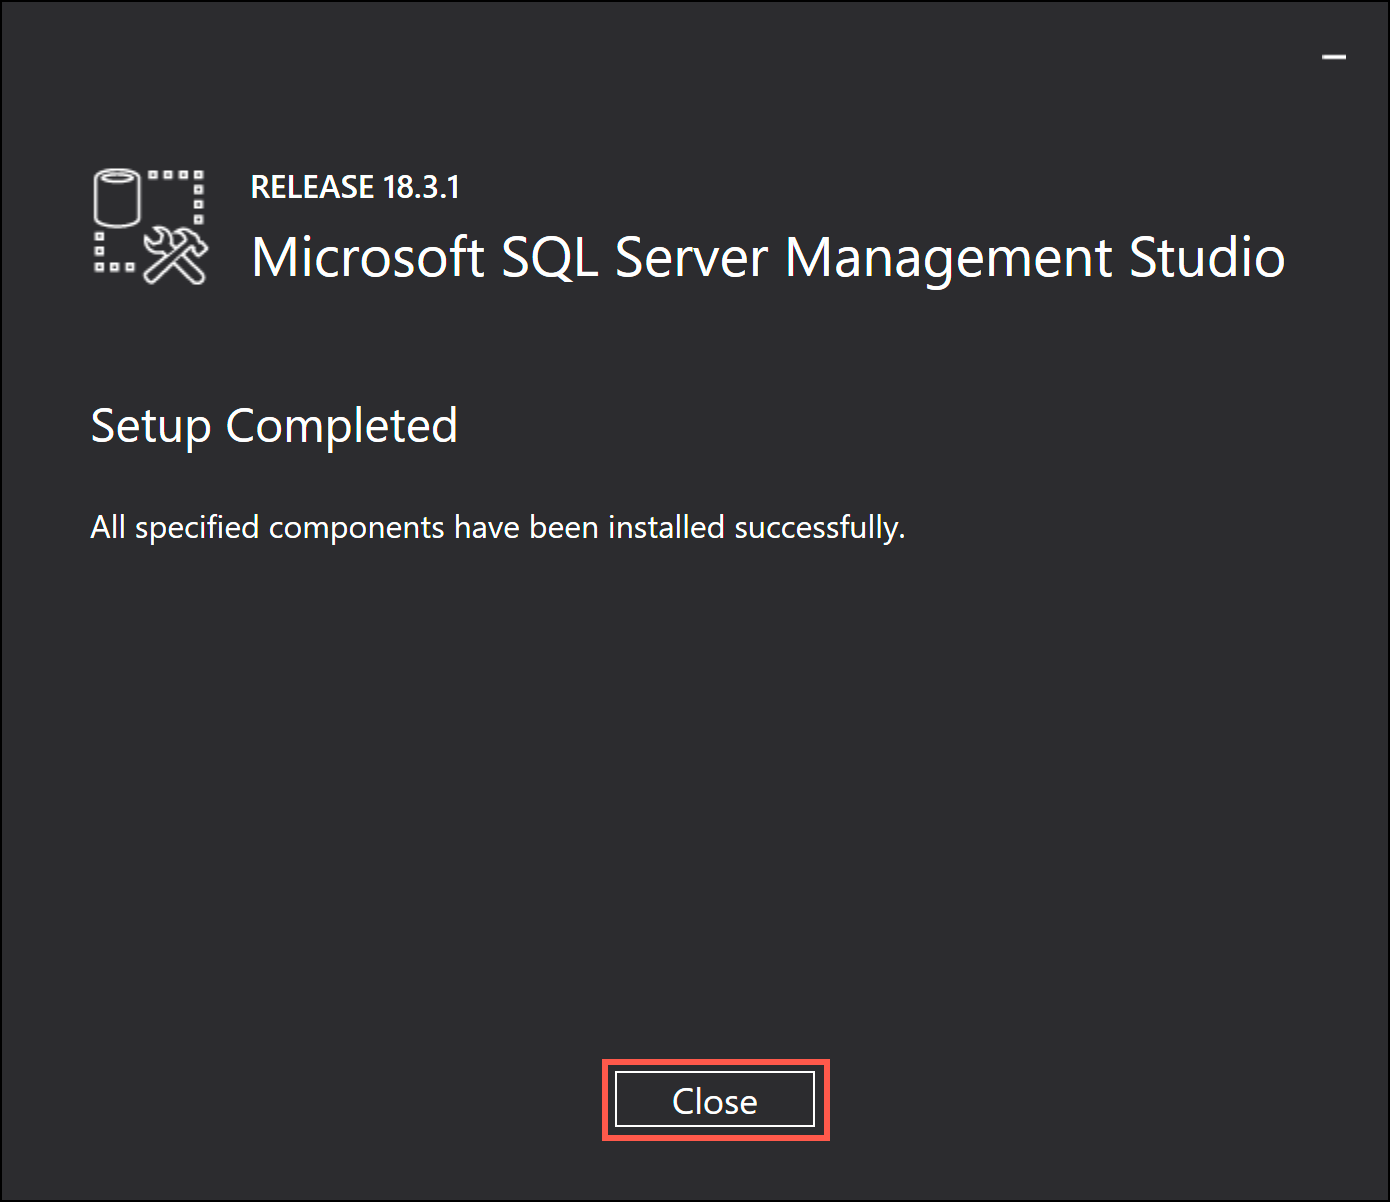 RELEASE 18.3.1
Microsoft SQL Server Management Studio
Setup Completed
All specified components have been installed successfully.
Close